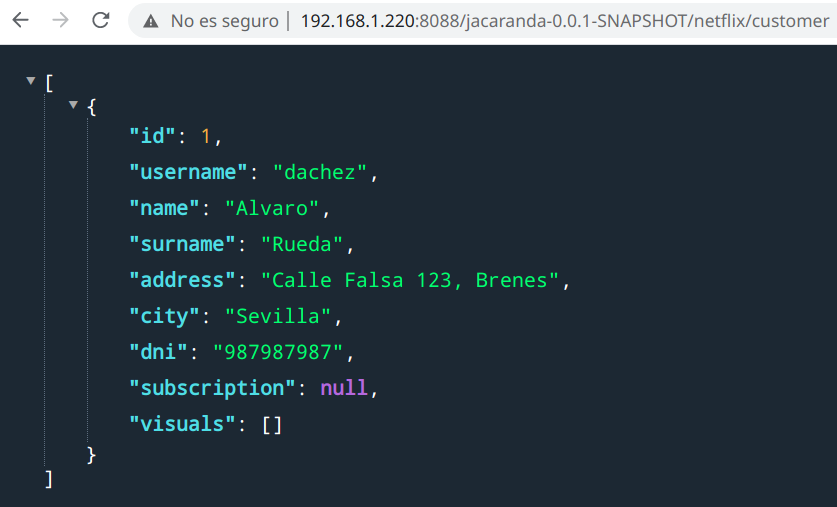 No es seguro | 192.168.1.220:8088/jacaranda-0.0.1-SNAPSHOT/netflix/customer
[
{
"id": 1,
"username": "dachez",
"name": "Alvaro",
"surname": "Rueda",
"address": "Calle Falsa 123, Brenes",
"city": "Sevilla",
"dni": "987987987",
"subscription": null,
"visuals": []
}
]